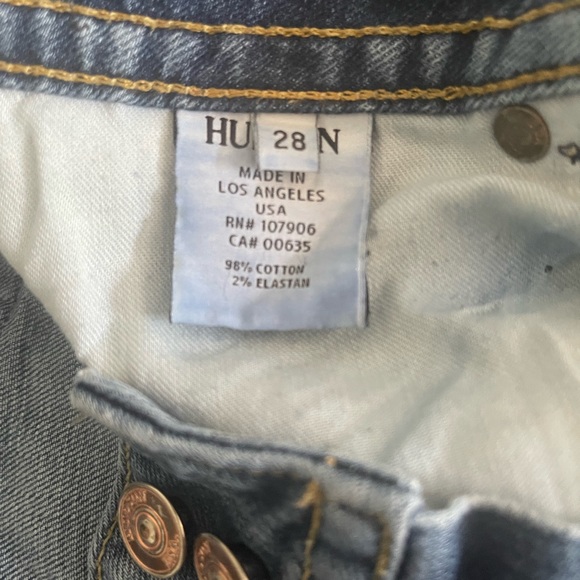 HU N
28
MADE IN
LOS ANGELES
USA
RN# 107906
CA# 00635
98% COTTON
2% ELASTAN